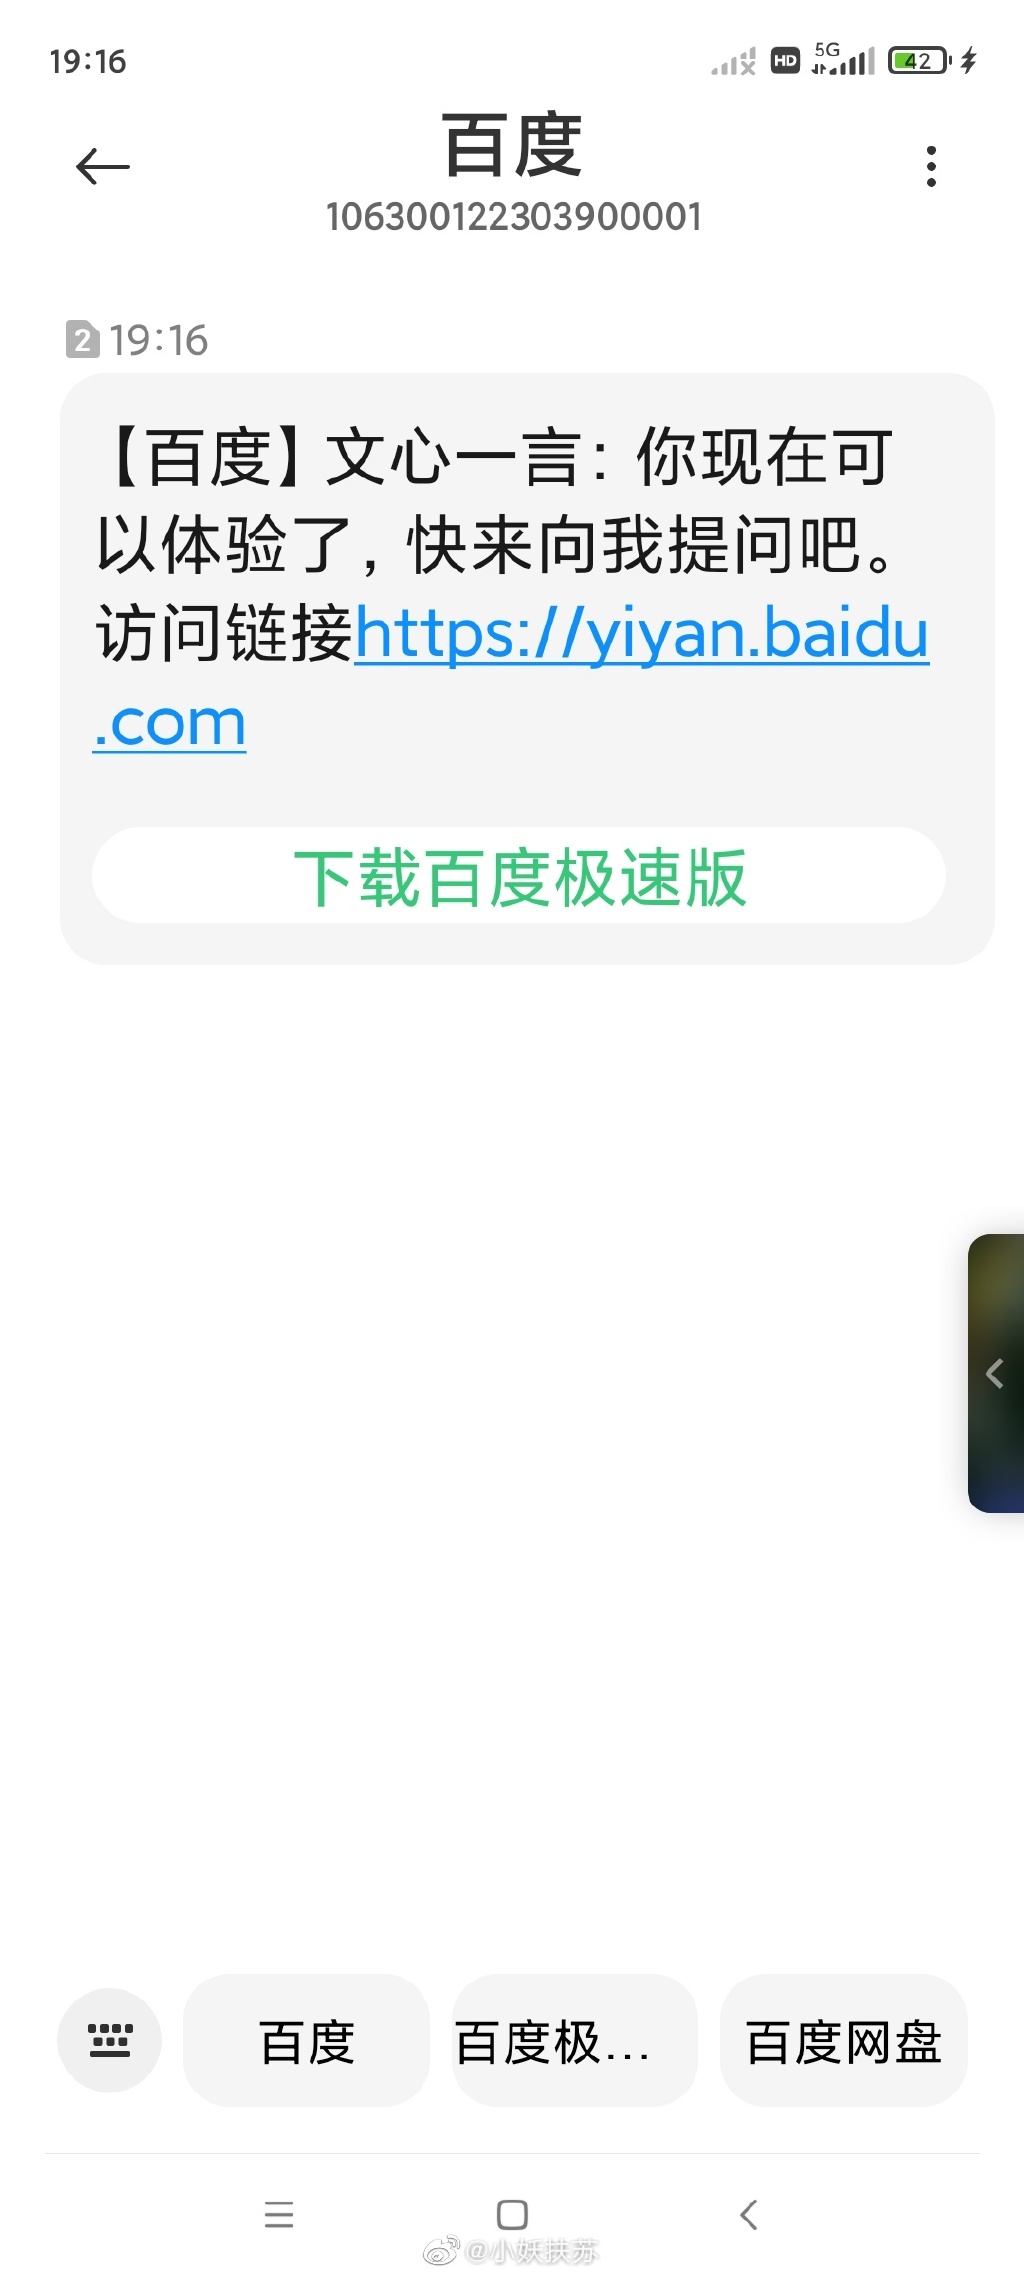 19:16
HD
5G
42
百度
106300122303900001
2 19:16
【百度】文心一言：你现在可
以体验了，快来向我提问吧。
访问链接https://yiyan.baidu
.com
下载百度极速版
百度
百度极...
百度网盘
@小妖扶苏